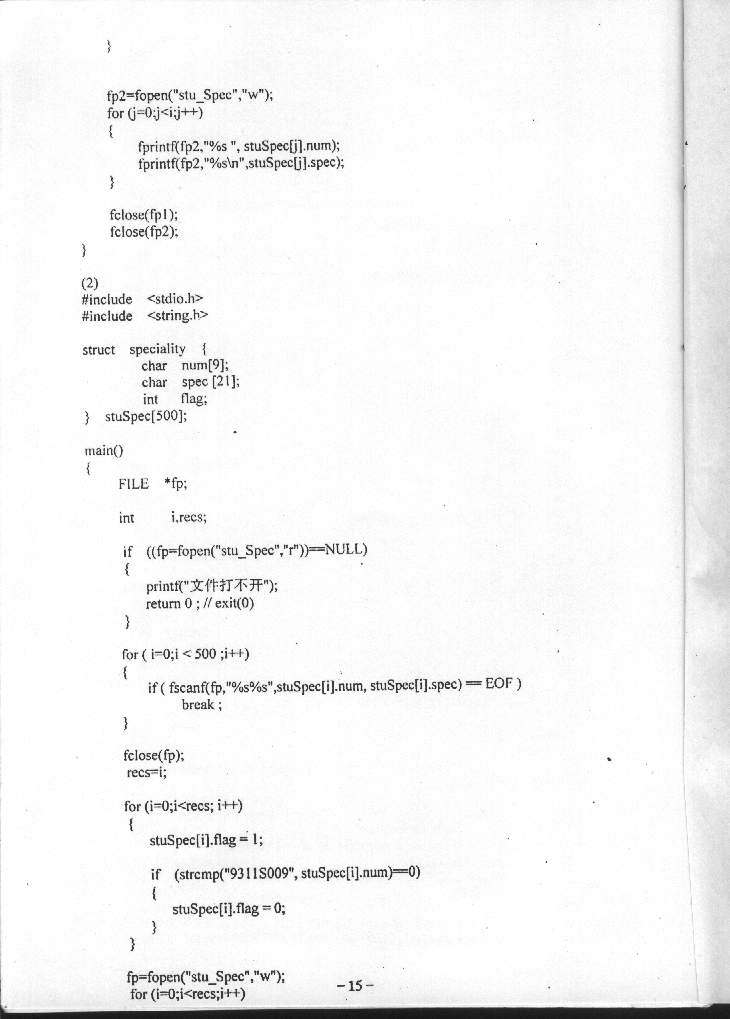 }
fp2=fopen("stu_Spec","w");
for (j=0;j<i;j++)
{
fprintf(fp2,"%s ", stuSpec[j].num);
fprintf(fp2,"%s\n",stuSpec[j].spec);
}
fclose(fp1);
fclose(fp2);
}
(2)
#include <stdio.h>
#include <string.h>
struct speciality {
char num[9];
char spec [21];
int flag;
} stuSpec[500];
main()
{
FILE *fp;
int i,recs;
if ((fp=fopen("stu_Spec","r"))==NULL)
{
printf("文件打不开");
return 0 ; // exit(0)
}
for ( i=0;i < 500 ;i++)
{
if ( fscanf(fp,"%s%s",stuSpec[i].num, stuSpec[i].spec) == EOF )
break ;
}
fclose(fp);
recs=i;
for (i=0;i<recs; i++)
{
stuSpec[i].flag = 1;
if (strcmp("9311S009", stuSpec[i].num)==0)
{
stuSpec[i].flag = 0;
}
}
fp=fopen("stu_Spec","w");
for (i=0;i<recs;i++)
-15-